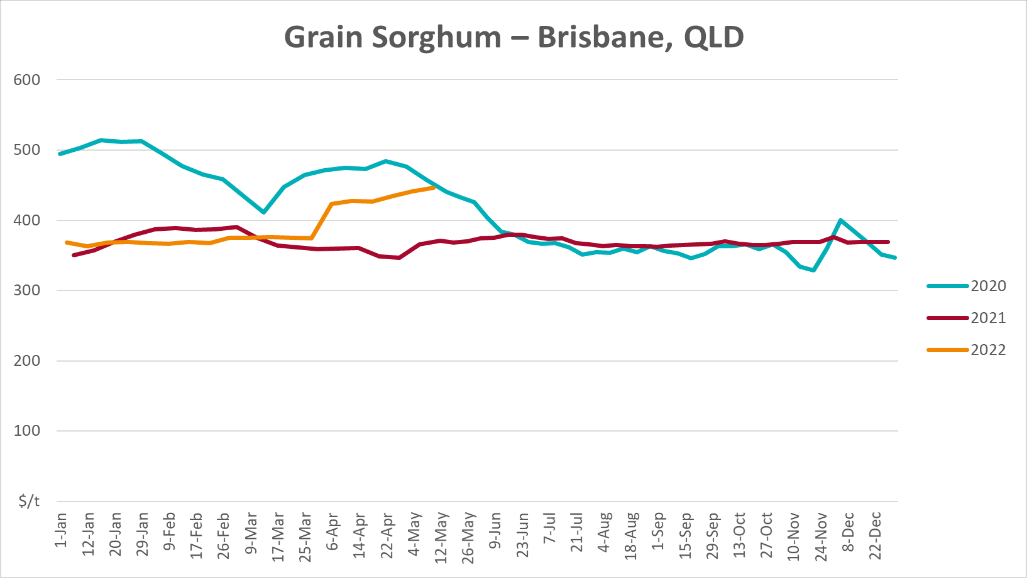 Grain Sorghum – Brisbane, QLD
600
500
400
300
200
100
$/t
1-Jan
12-Jan
20-Jan
29-Jan
9-Feb
17-Feb
26-Feb
9-Mar
17-Mar
25-Mar
6-Apr
14-Apr
22-Apr
4-May
12-May
26-May
9-Jun
23-Jun
7-Jul
21-Jul
4-Aug
18-Aug
1-Sep
15-Sep
29-Sep
13-Oct
27-Oct
10-Nov
24-Nov
8-Dec
22-Dec
2020
2021
2022